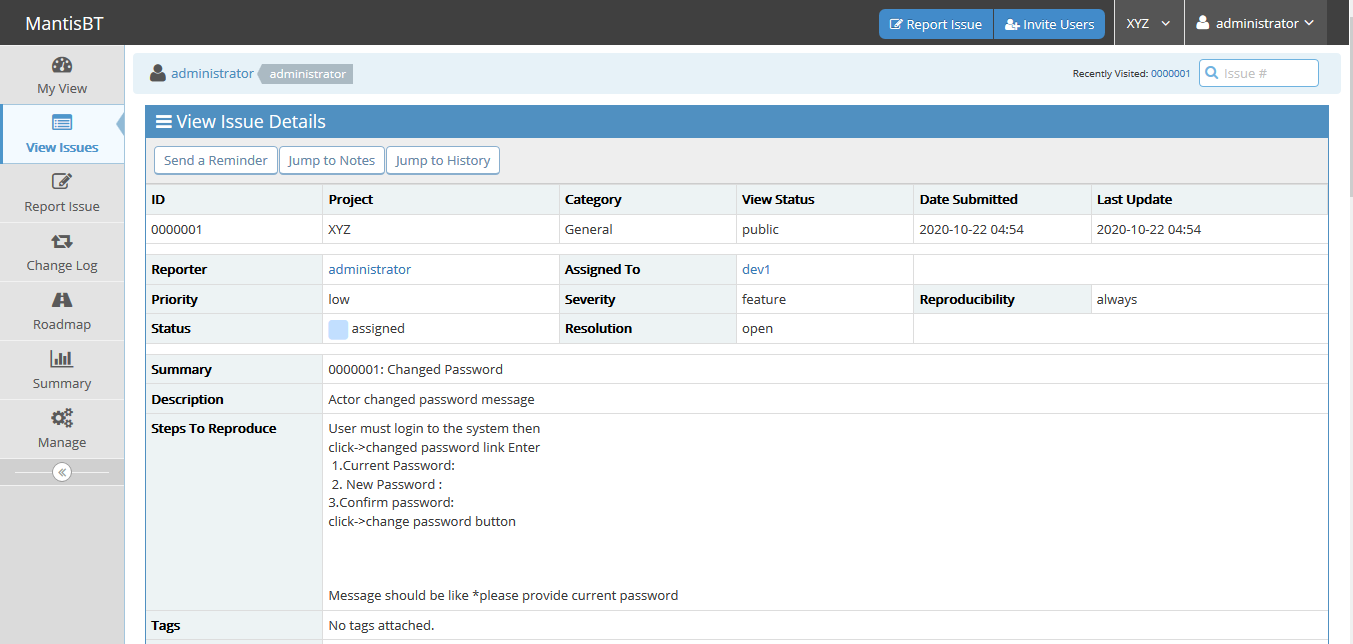 MantisBT
Report Issue
Invite Users
XYZ
administrator
My View
View Issues
Report Issue
Change Log
Roadmap
Summary
Manage
administrator administrator
Recently Visited: 0000001
Issue #
View Issue Details
Send a Reminder Jump to Notes Jump to History
ID Project Category View Status Date Submitted Last Update
0000001 XYZ General public 2020-10-22 04:54 2020-10-22 04:54
Reporter administrator Assigned To dev1
Priority low Severity feature Reproducibility always
Status assigned Resolution open
Summary 0000001: Changed Password
Description Actor changed password message
Steps To Reproduce User must login to the system then
click->changed password link Enter
1.Current Password:
2. New Password :
3.Confirm password:
click->change password button
Message should be like *please provide current password
Tags No tags attached.